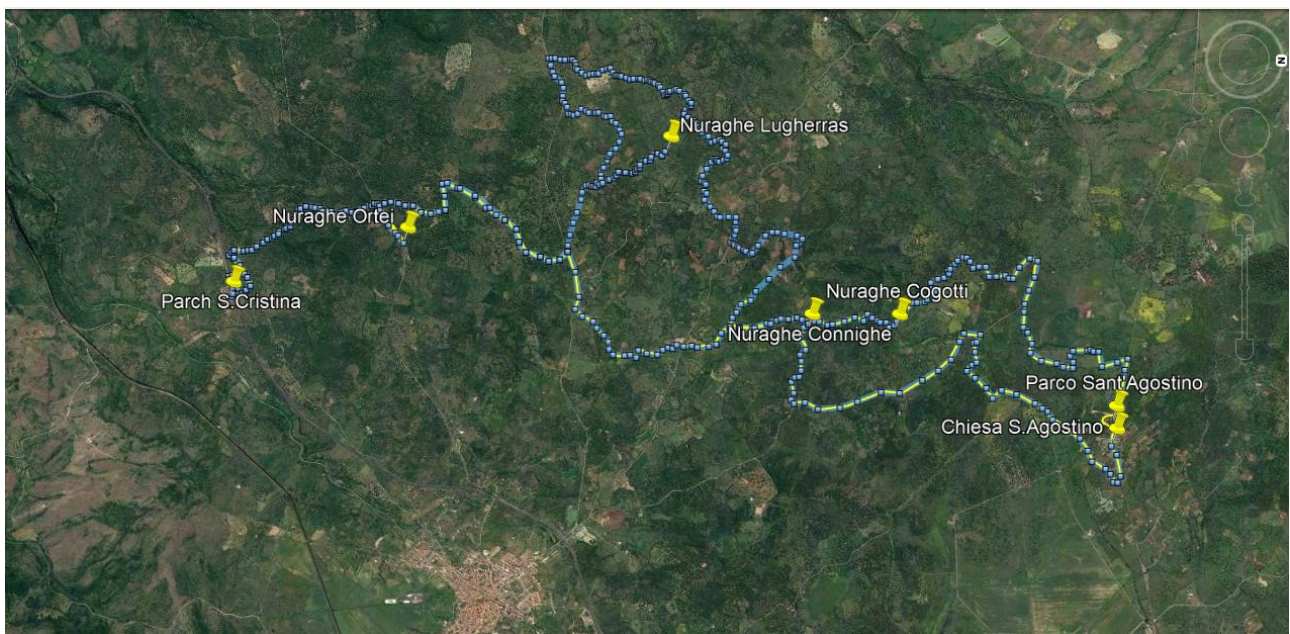 Nuraghe Lugherras
Nuraghe Ortei
Parch S.Cristina
Nuraghe Cogotti
Nuraghe Connighe
Parco Sant'Agostino
Chiesa S.Agostino
N